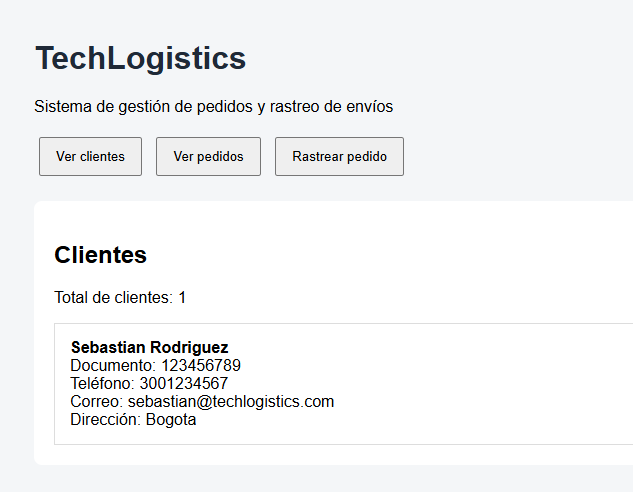 TechLogistics
Sistema de gestión de pedidos y rastreo de envíos
Ver clientes
Ver pedidos
Rastrear pedido
Clientes
Total de clientes: 1
Sebastian Rodriguez
Documento: 123456789
Teléfono: 3001234567
Correo: sebastian@techlogistics.com
Dirección: Bogota